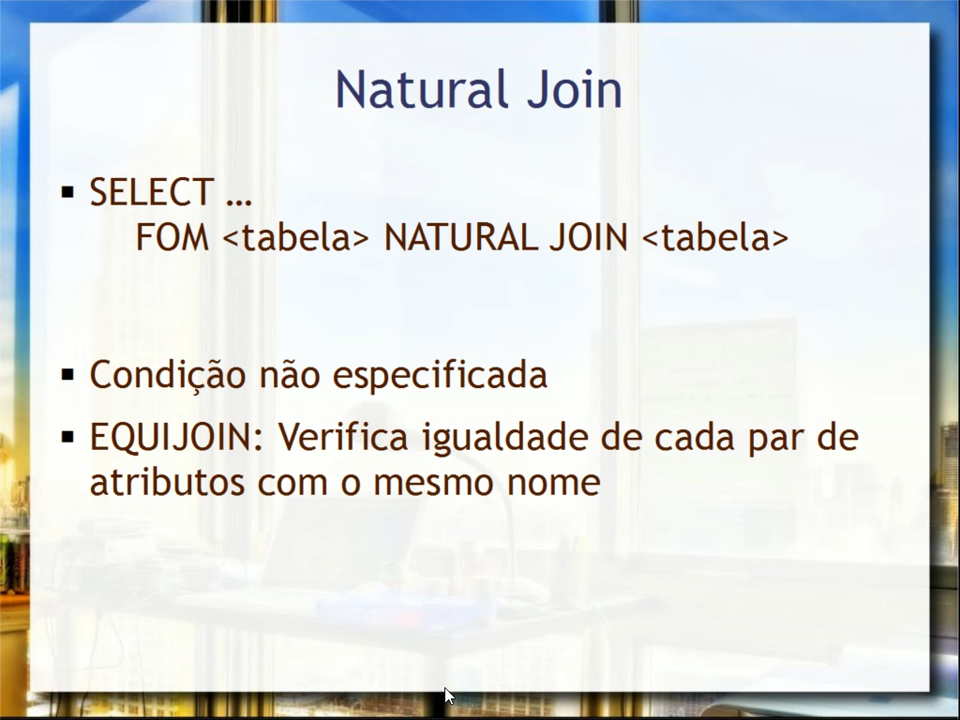 Natural Join
▪ SELECT …
FOM <tabela> NATURAL JOIN <tabela>
▪ Condição não especificada
▪ EQUIJOIN: Verifica igualdade de cada par de
atributos com o mesmo nome